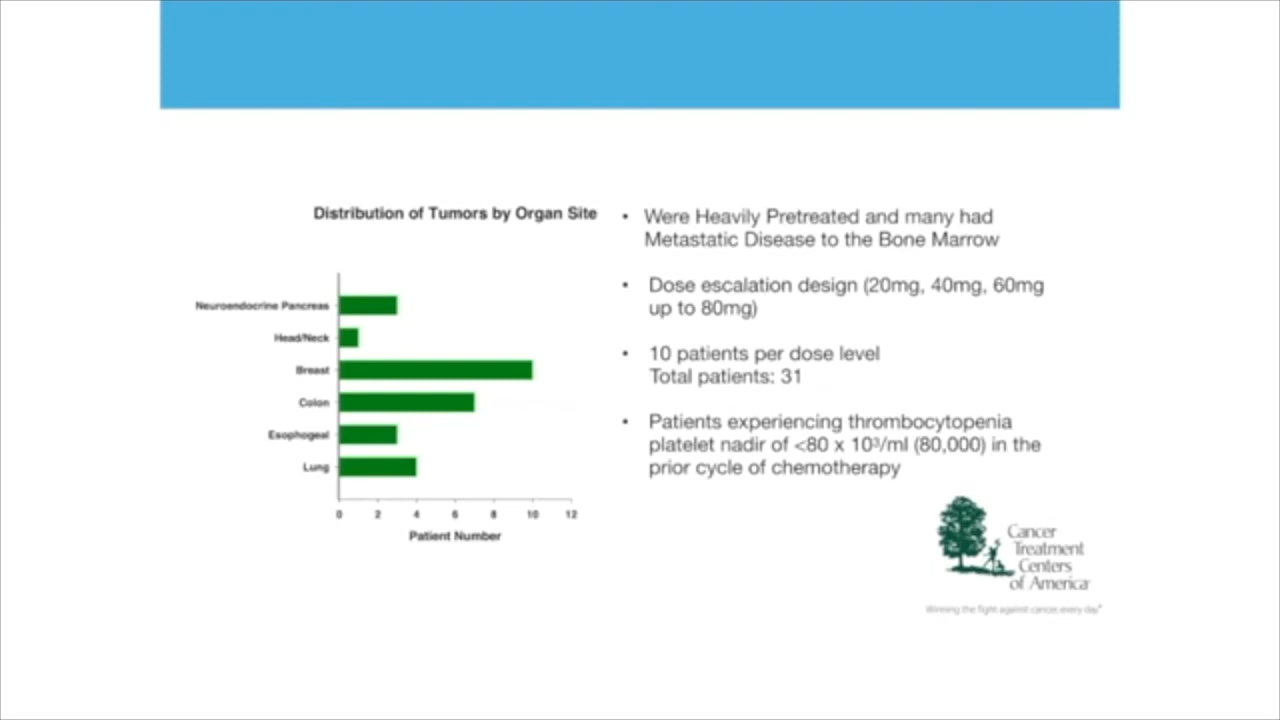 Distribution of Tumors by Organ Site
Neuroendocrine Pancreas
Head/Neck
Breast
Colon
Esophogeal
Lung
0 2 4 6 8 10 12
Patient Number
• Were Heavily Pretreated and many had
Metastatic Disease to the Bone Marrow
• Dose escalation design (20mg, 40mg, 60mg
up to 80mg)
• 10 patients per dose level
Total patients: 31
• Patients experiencing thrombocytopenia
platelet nadir of <80 x 10³/ml (80,000) in the
prior cycle of chemotherapy
Cancer
Treatment
Centers
of America
Winning the fight against cancer, every day®